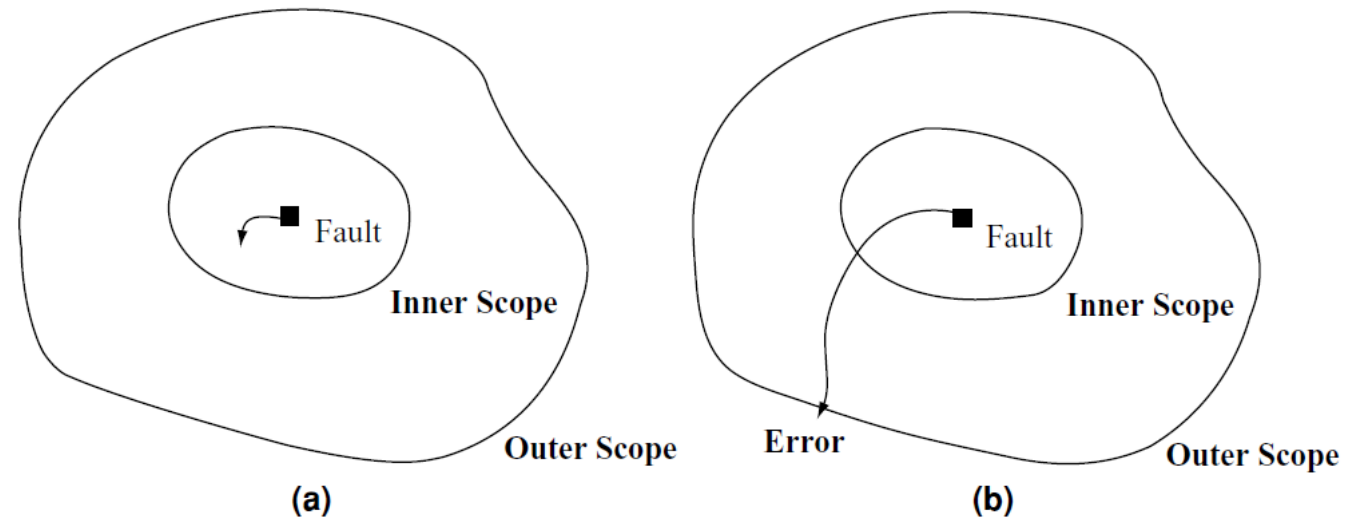 Fault
Inner Scope
Outer Scope
(a)
Fault
Inner Scope
Error
Outer Scope
(b)